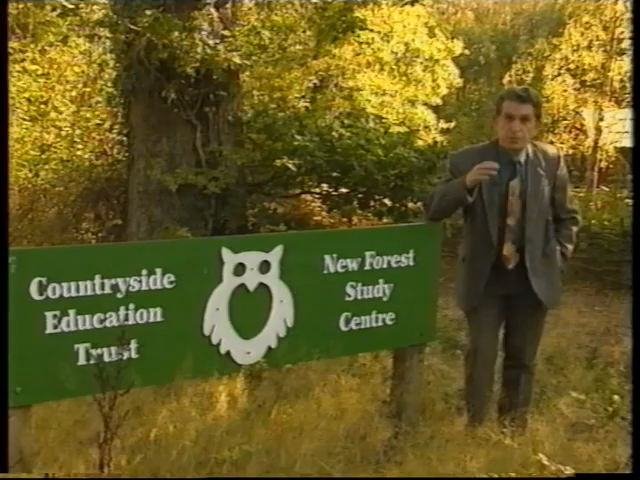 Countryside
Education
Trust
New Forest
Study
Centre